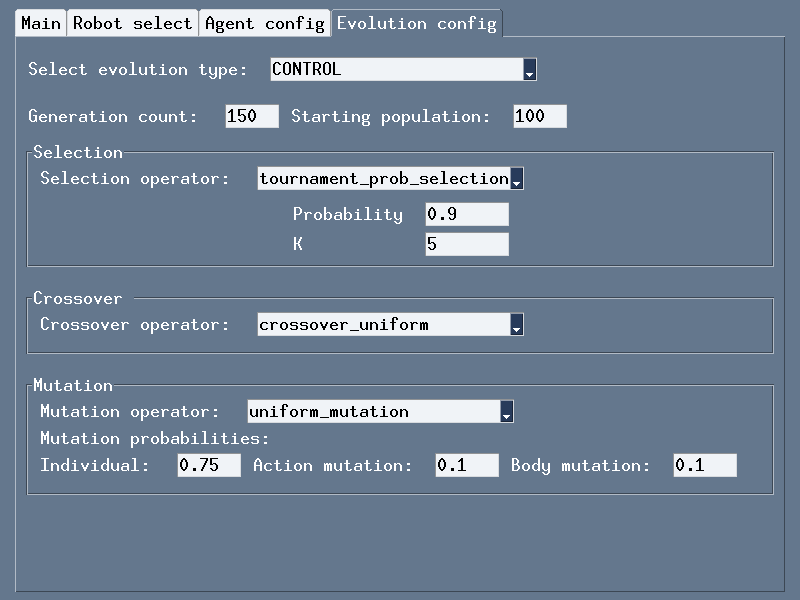 Main Robot select Agent config Evolution config
Select evolution type: CONTROL
Generation count: 150 Starting population: 100
Selection
Selection operator: tournament_prob_selection
Probability 0.9
K 5
Crossover
Crossover operator: crossover_uniform
Mutation
Mutation operator: uniform_mutation
Mutation probabilities:
Individual: 0.75 Action mutation: 0.1 Body mutation: 0.1